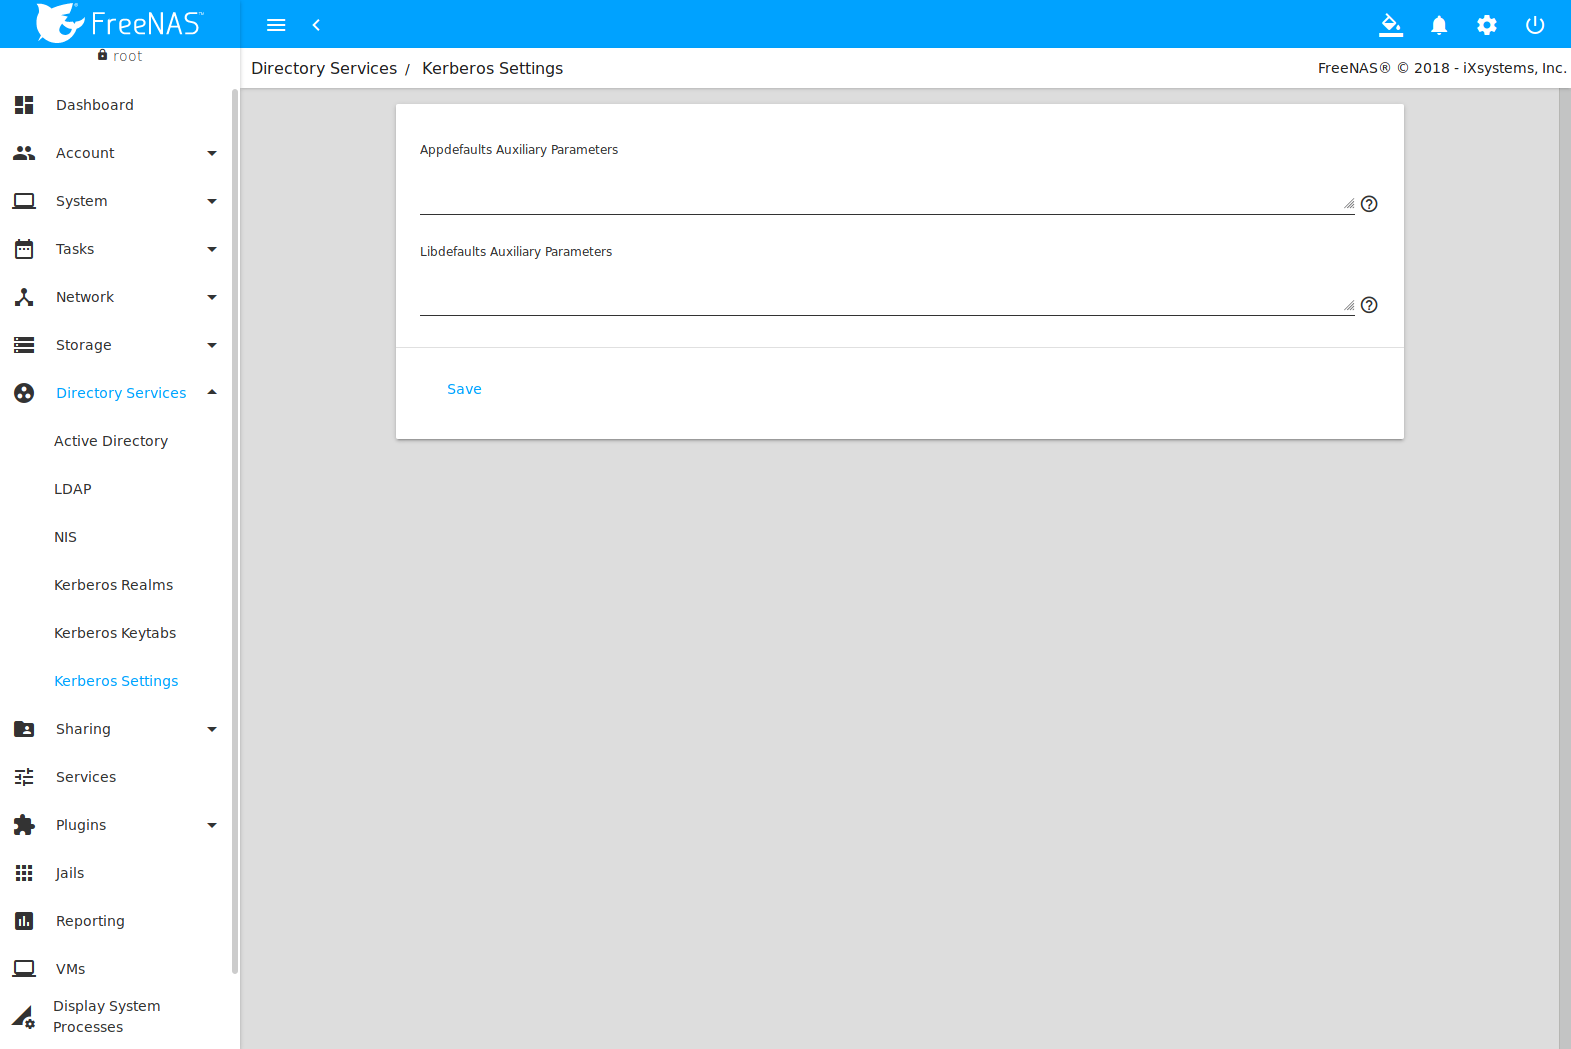 FreeNAS™
root
Directory Services / Kerberos Settings
FreeNAS® © 2018 - iXsystems, Inc.
Dashboard
Account
System
Tasks
Network
Storage
Directory Services
Active Directory
LDAP
NIS
Kerberos Realms
Kerberos Keytabs
Kerberos Settings
Sharing
Services
Plugins
Jails
Reporting
VMs
Display System
Processes
Appdefaults Auxiliary Parameters
Libdefaults Auxiliary Parameters
Save